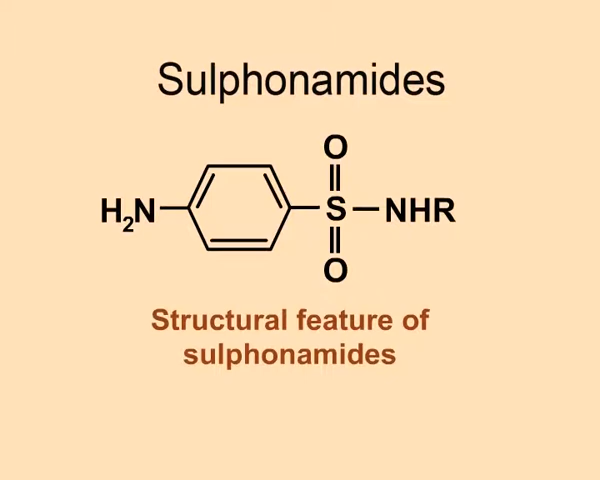 Sulphonamides
O
H₂N
S
NHR
O
Structural feature of
sulphonamides